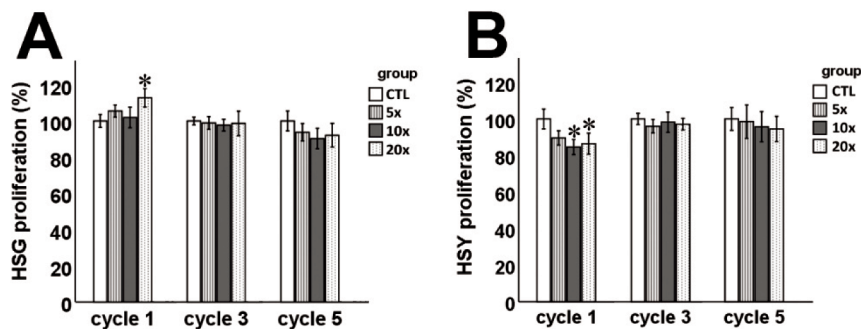 A
HSG proliferation (%)
120
100
80
60
40
20
0
*
cycle 1 cycle 3 cycle 5
group
CTL
5x
10x
20x
B
HSY proliferation (%)
120
100
80
60
40
20
0
* *
cycle 1 cycle 3 cycle 5
group
CTL
5x
10x
20x